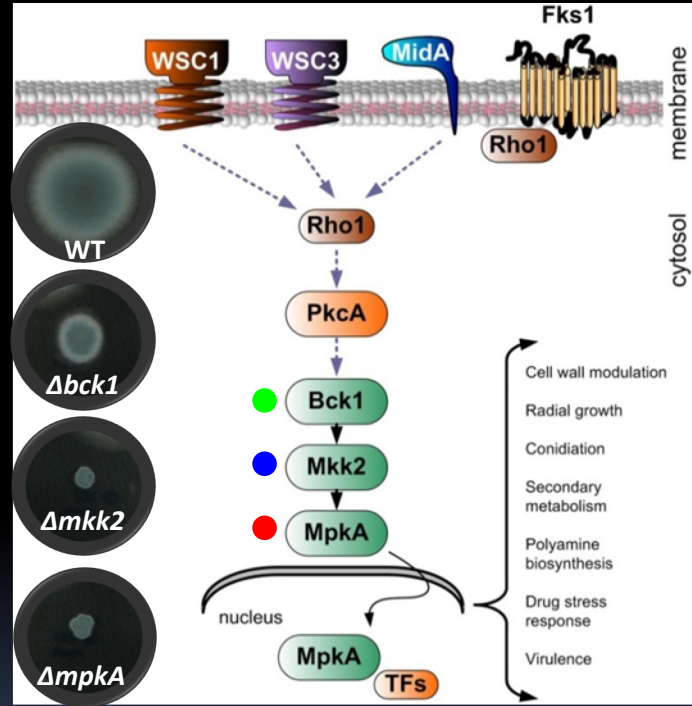 Fks1
WSC1
WSC3
MidA
Rho1
membrane
cytosol
WT
Rho1
PkcA
Δbck1
Bck1
Δmkk2
Mkk2
MpkA
ΔmpkA
nucleus
MpkA
TFs
Cell wall modulation
Radial growth
Conidiation
Secondary
metabolism
Polyamine
biosynthesis
Drug stress
response
Virulence